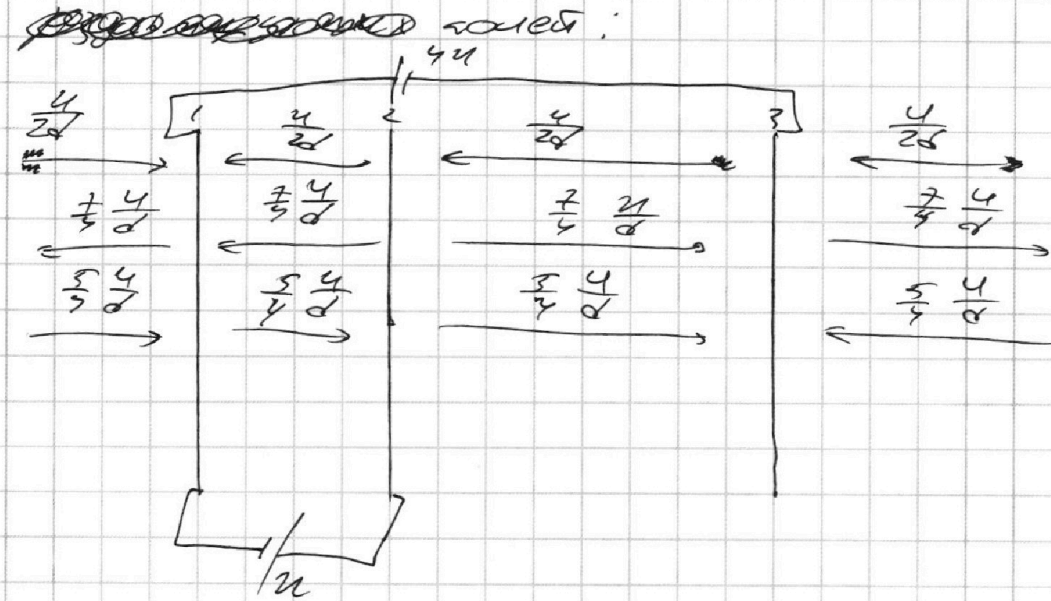 полей :
4U
1 2 3
U/2d U/2d U/2d U/2d
7/4 U/d 7/4 U/d 7/4 U/d 7/4 U/d
5/4 U/d 5/4 U/d 5/4 U/d 5/4 U/d
U